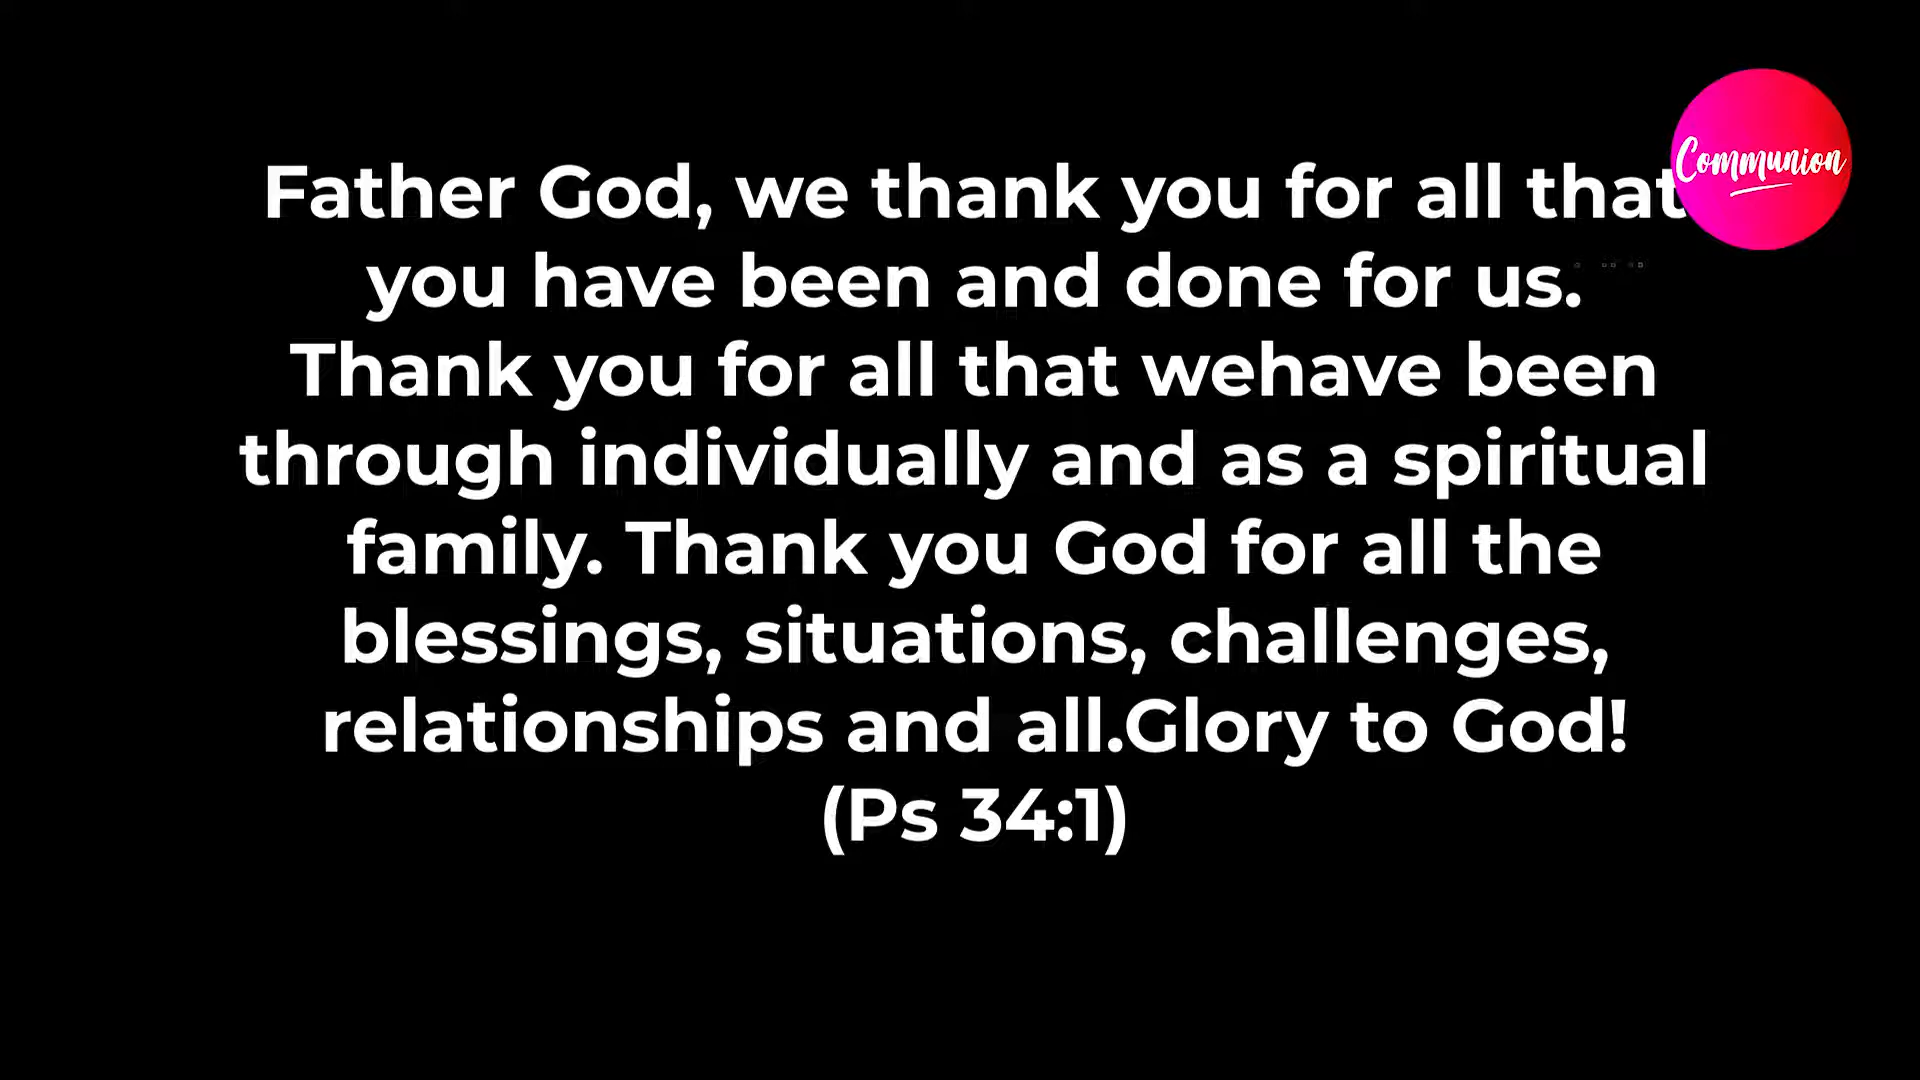 Father God, we thank you for all that
Communion
you have been and done for us.
Thank you for all that wehave been
through individually and as a spiritual
family. Thank you God for all the
blessings, situations, challenges,
relationships and all.Glory to God!
(Ps 34:1)